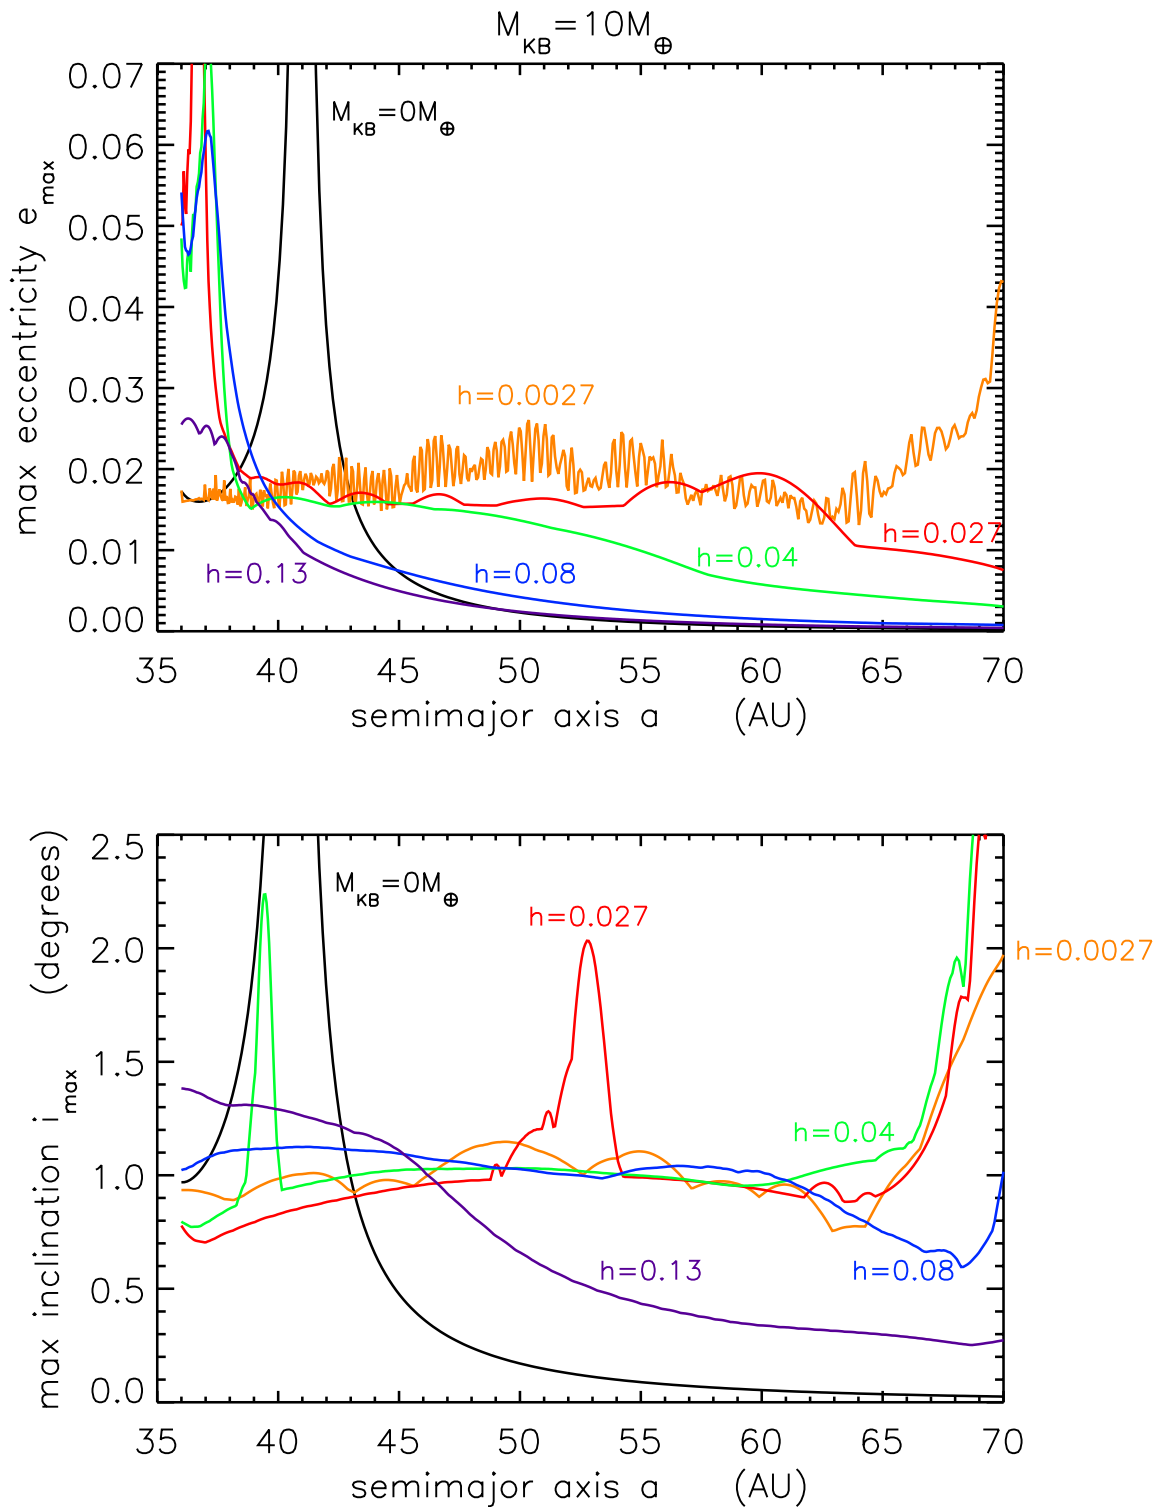 M_KB=10M_⊕
0.07
M_KB=0M_⊕
0.06
0.05
0.04
0.03
0.02
0.01
0.00
max eccentricity e_max
h=0.0027
h=0.027
h=0.04
h=0.13
h=0.08
35 40 45 50 55 60 65 70
semimajor axis a (AU)
2.5
2.0
1.5
1.0
0.5
0.0
max inclination i_max (degrees)
M_KB=0M_⊕
h=0.027
h=0.0027
h=0.04
h=0.13
h=0.08
35 40 45 50 55 60 65 70
semimajor axis a (AU)